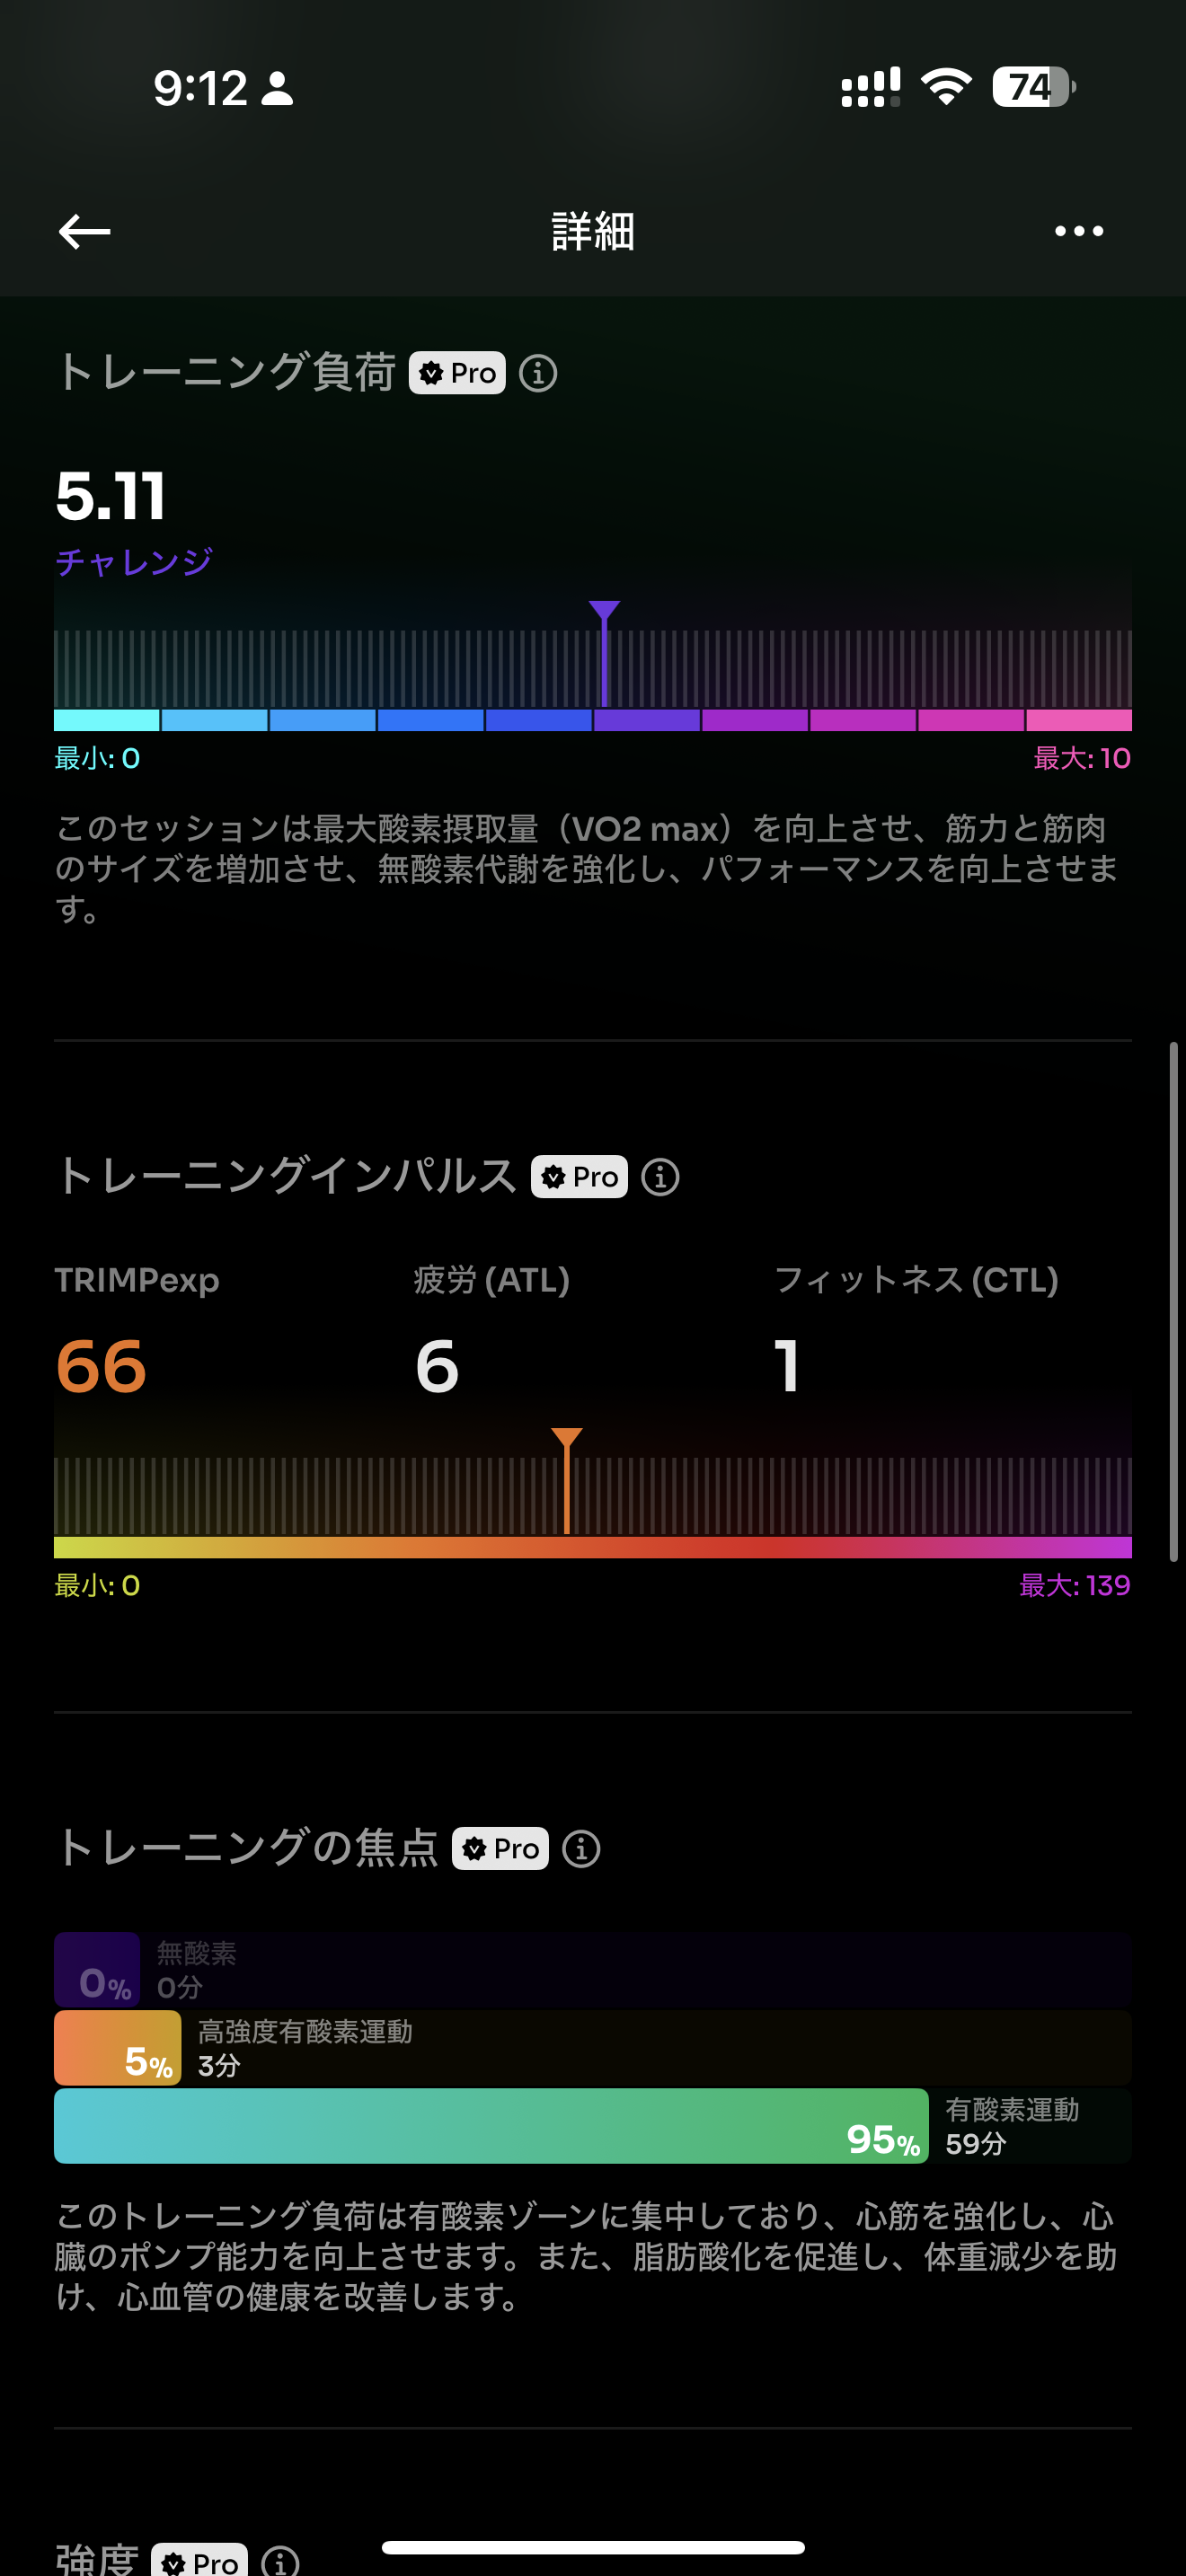 9:12
74
詳細
トレーニング負荷 Pro
5.11
チャレンジ
最小: 0
最大: 10
このセッションは最大酸素摂取量（VO2 max）を向上させ、筋力と筋肉
のサイズを増加させ、無酸素代謝を強化し、パフォーマンスを向上させま
す。
トレーニングインパルス Pro
TRIMPexp 疲労 (ATL) フィットネス (CTL)
66 6 1
最小: 0
最大: 139
トレーニングの焦点 Pro
0% 無酸素
0分
高強度有酸素運動
5% 3分
有酸素運動
95% 59分
このトレーニング負荷は有酸素ゾーンに集中しており、心筋を強化し、心
臓のポンプ能力を向上させます。また、脂肪酸化を促進し、体重減少を助
け、心血管の健康を改善します。
強度 Pro